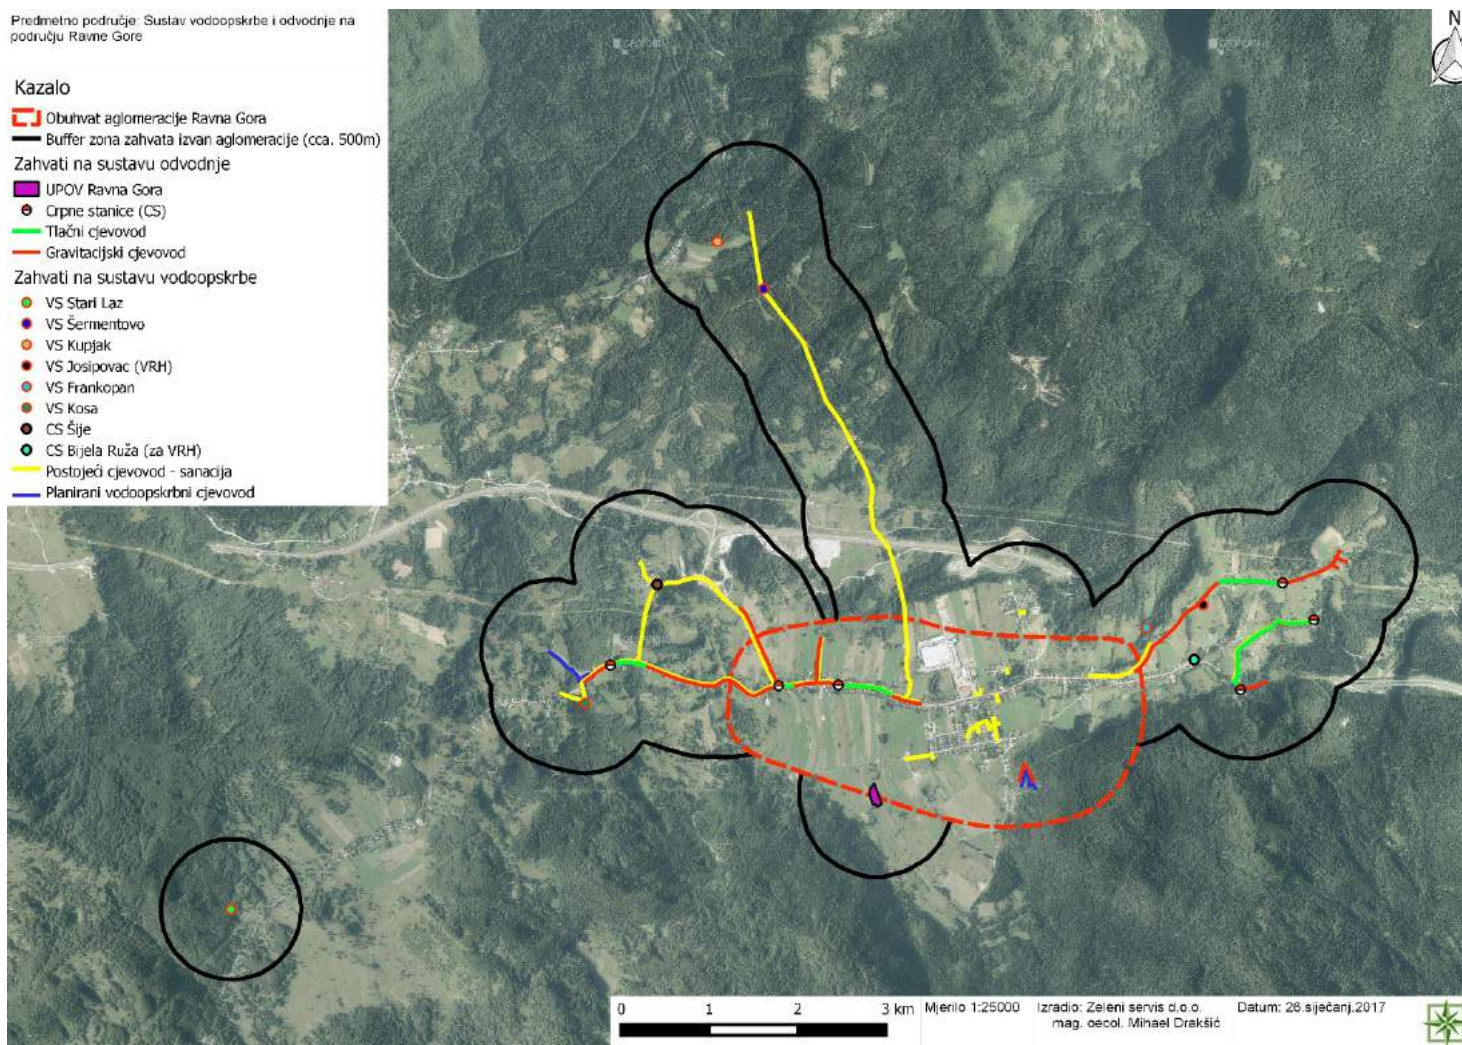 Predmetno područje: Sustav vodoopskrbe i odvodnje na
području Ravne Gore
N
Kazalo
Obuhvat aglomeracije Ravna Gora
Buffer zona zahvata izvan aglomeracije (cca. 500m)
Zahvati na sustavu odvodnje
UPOV Ravna Gora
Crpne stanice (CS)
Tlačni cjevovod
Gravitacijski cjevovod
Zahvati na sustavu vodoopskrbe
VS Stari Laz
VS Šermentovo
VS Kupjak
VS Josipovac (VRH)
VS Frankopan
VS Kosa
CS Šije
CS Bijela Ruža (za VRH)
Postojeći cjevovod - sanacija
Planirani vodoopskrbni cjevovod
0 1 2 3 km
Mjerilo 1:25000
Izradio: Zeleni servis d.o.o.
mag. oecol. Mihael Drakšić
Datum: 26.siječanj.2017